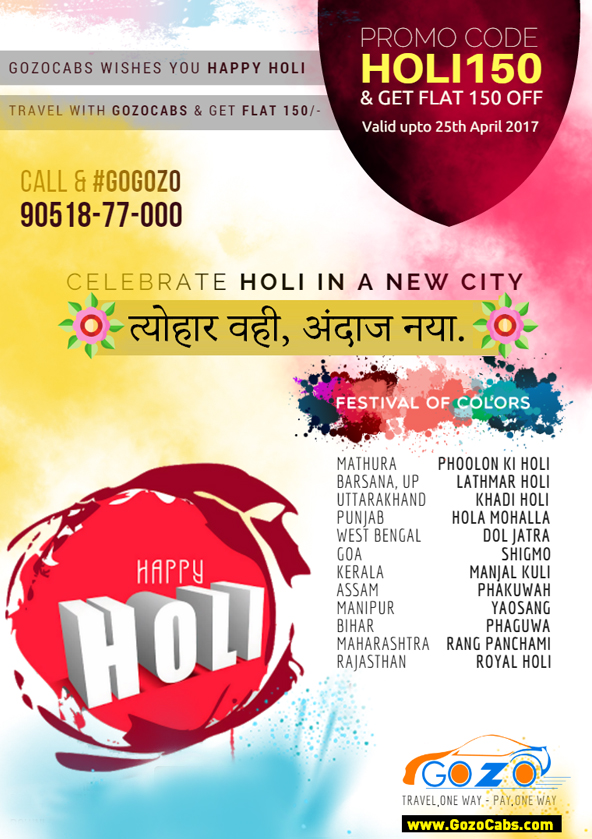 GOZOCABS WISHES YOU HAPPY HOLI
TRAVEL WITH GOZOCABS & GET FLAT 150/-
PROMO CODE
HOLI150
& GET FLAT 150 OFF
Valid upto 25th April 2017
CALL & #GOGOZO
90518-77-000
CELEBRATE HOLI IN A NEW CITY
त्योहार वही, अंदाज नया.
FESTIVAL OF COLORS
MATHURA PHOOLON KI HOLI
BARSANA, UP LATHMAR HOLI
UTTARAKHAND KHADI HOLI
PUNJAB HOLA MOHALLA
WEST BENGAL DOL JATRA
GOA SHIGMO
KERALA MANJAL KULI
ASSAM PHAKUWAH
MANIPUR YAOSANG
BIHAR PHAGUWA
MAHARASHTRA RANG PANCHAMI
RAJASTHAN ROYAL HOLI
HAPPY
HOLI
GOZO
TRAVEL,ONE WAY - PAY,ONE WAY
www.GozoCabs.com